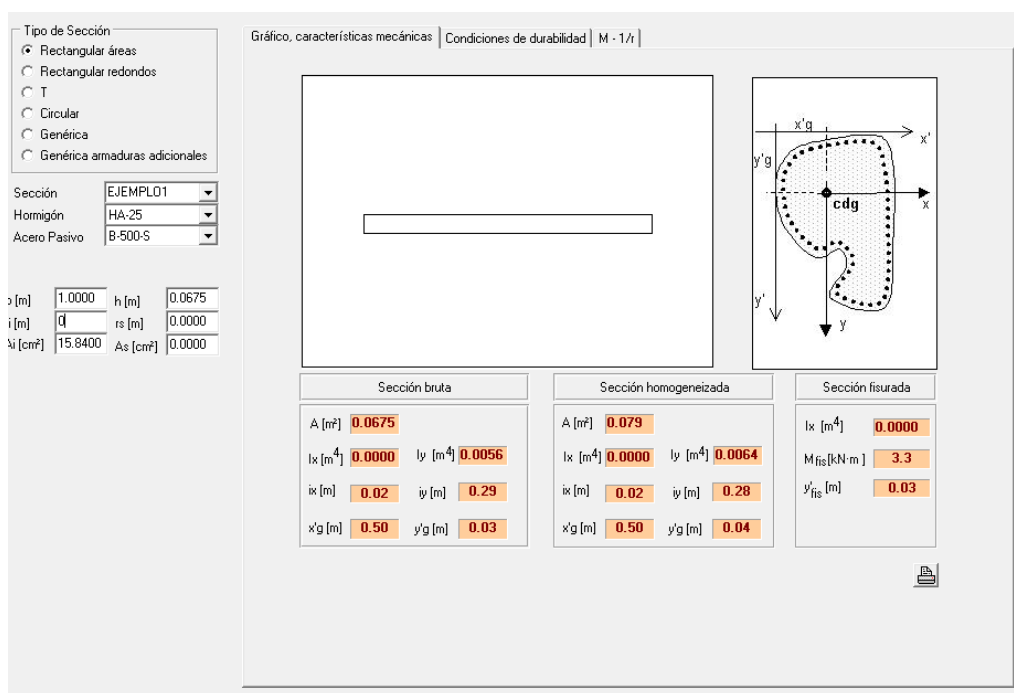 Tipo de Sección
Rectangular áreas
Rectangular redondos
T
Circular
Genérica
Genérica armaduras adicionales
Sección EJEMPLO1
Hormigón HA-25
Acero Pasivo B-500-S
[m] 1.0000 h [m] 0.0675
i [m] 0 rs [m] 0.0000
Ai [cm²] 15.8400 As [cm²] 0.0000
Gráfico, características mecánicas Condiciones de durabilidad M - 1/r
x'g x'
y'g
cdg x
y' y
Sección bruta
A [m²] 0.0675
Ix [m4] 0.0000 Iy [m4] 0.0056
ix [m] 0.02 iy [m] 0.29
x'g [m] 0.50 y'g [m] 0.03
Sección homogeneizada
A [m²] 0.079
Ix [m4] 0.0000 Iy [m4] 0.0064
ix [m] 0.02 iy [m] 0.28
x'g [m] 0.50 y'g [m] 0.04
Sección fisurada
Ix [m4] 0.0000
Mfis[kN·m ] 3.3
y'fis [m] 0.03